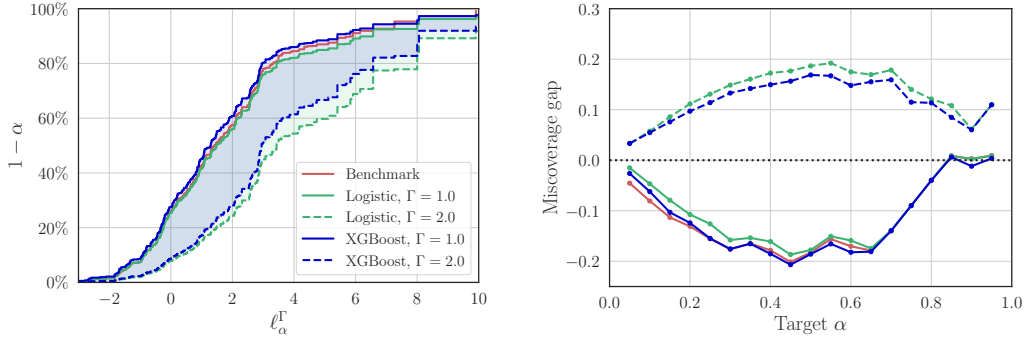 100%
80%
60%
40%
20%
0%
1 − α
−2
0
2
4
6
8
10
ℓ_α^Γ
Benchmark
Logistic, Γ = 1.0
Logistic, Γ = 2.0
XGBoost, Γ = 1.0
XGBoost, Γ = 2.0
0.3
0.2
0.1
0.0
−0.1
−0.2
Miscoverage gap
0.0
0.2
0.4
0.6
0.8
1.0
Target α